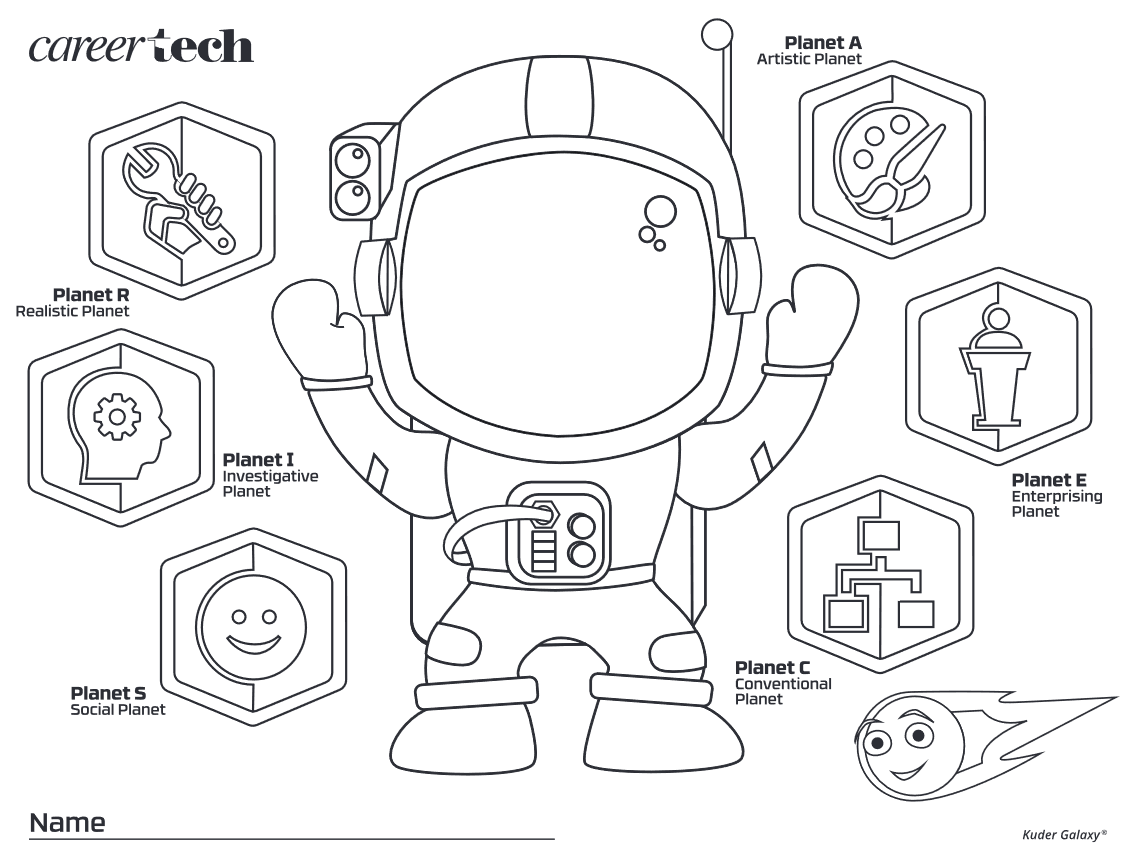 careertech
Planet A
Artistic Planet
Planet R
Realistic Planet
Planet I
Investigative
Planet
Planet E
Enterprising
Planet
Planet S
Social Planet
Planet C
Conventional
Planet
Name
Kuder Galaxy®